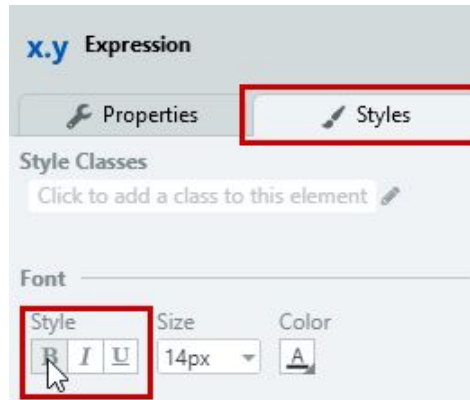 x.y Expression
Properties Styles
Style Classes
Click to add a class to this element
Font
Style Size Color
B I U 14px A